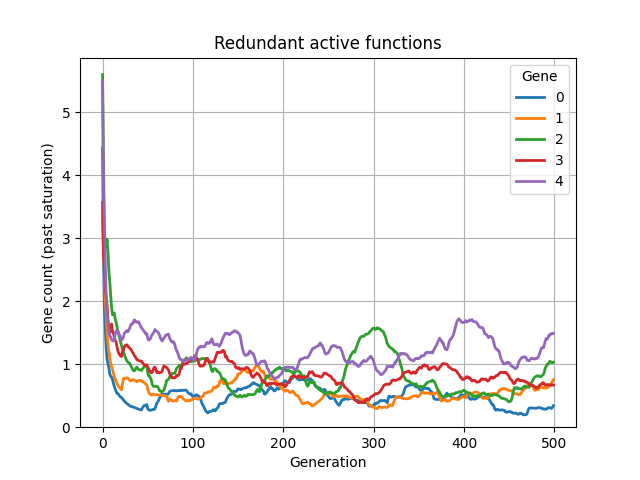 Redundant active functions
Gene count (past saturation)
5
4
3
2
1
0
0 100 200 300 400 500
Generation
Gene
0
1
2
3
4